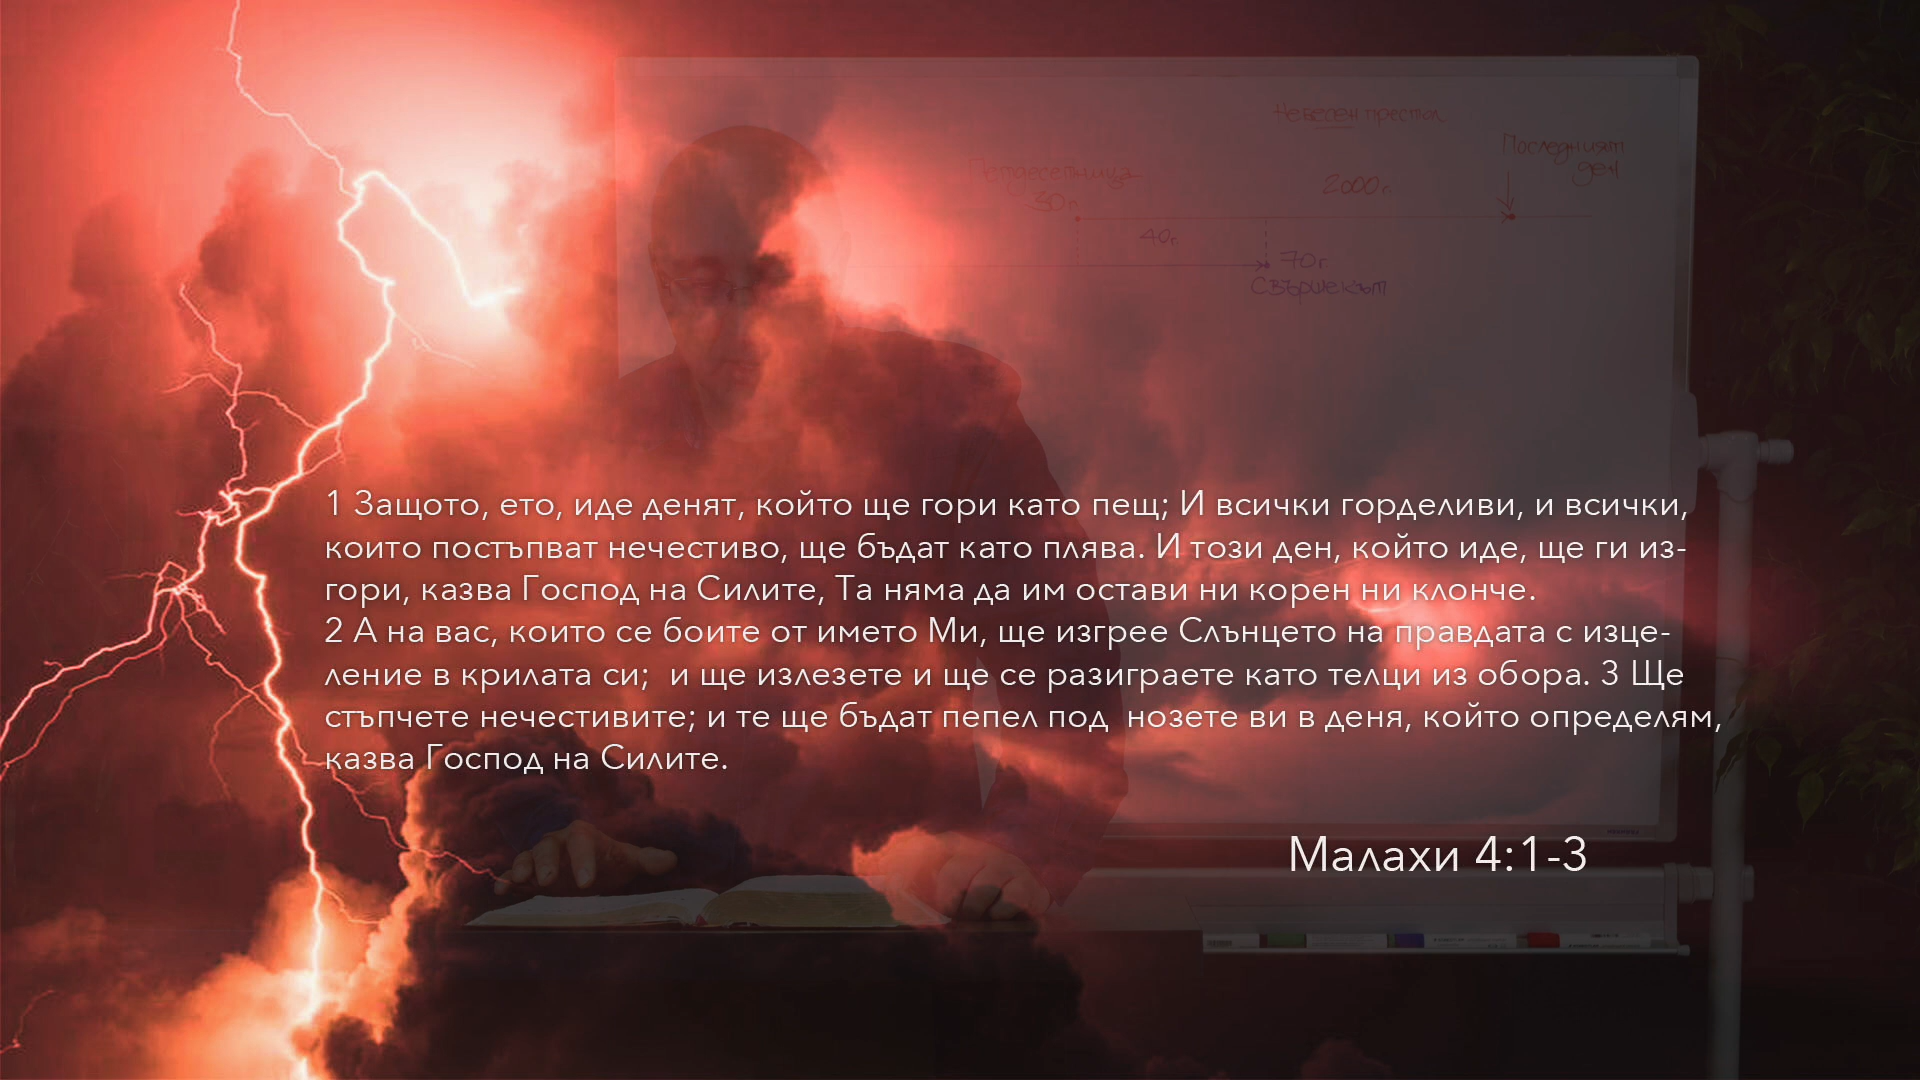 Небесен престол
Последният
ден
Петдесетница
2000г.
30г.
40г.
70г
Свършекът
1 Защото, ето, иде денят, който ще гори като пещ; И всички горделиви, и всички,
които постъпват нечестиво, ще бъдат като плява. И този ден, който иде, ще ги из-
гори, казва Господ на Силите, Та няма да им остави ни корен ни клонче.
2 А на вас, които се боите от името Ми, ще изгрее Слънцето на правдата с изце-
ление в крилата си;  и ще излезете и ще се разиграете като телци из обора. 3 Ще
стъпчете нечестивите; и те ще бъдат пепел под  нозете ви в деня, който определям,
казва Господ на Силите.
Малахи 4:1-3